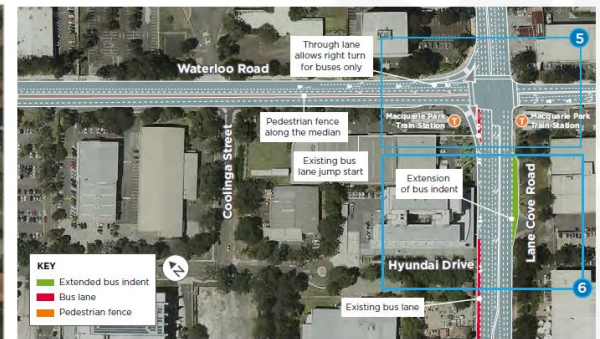 5
Through lane
allows right turn
for buses only
Waterloo Road
Macquarie Park
Train Station
T
T
Macquarie Park
Train Station
Pedestrian fence
along the median
Existing bus
lane jump start
Coolinga Street
Extension
of bus indent
Lane Cove Road
Hyundai Drive
KEY
Extended bus indent
Bus lane
Pedestrian fence
N
Existing bus lane
6